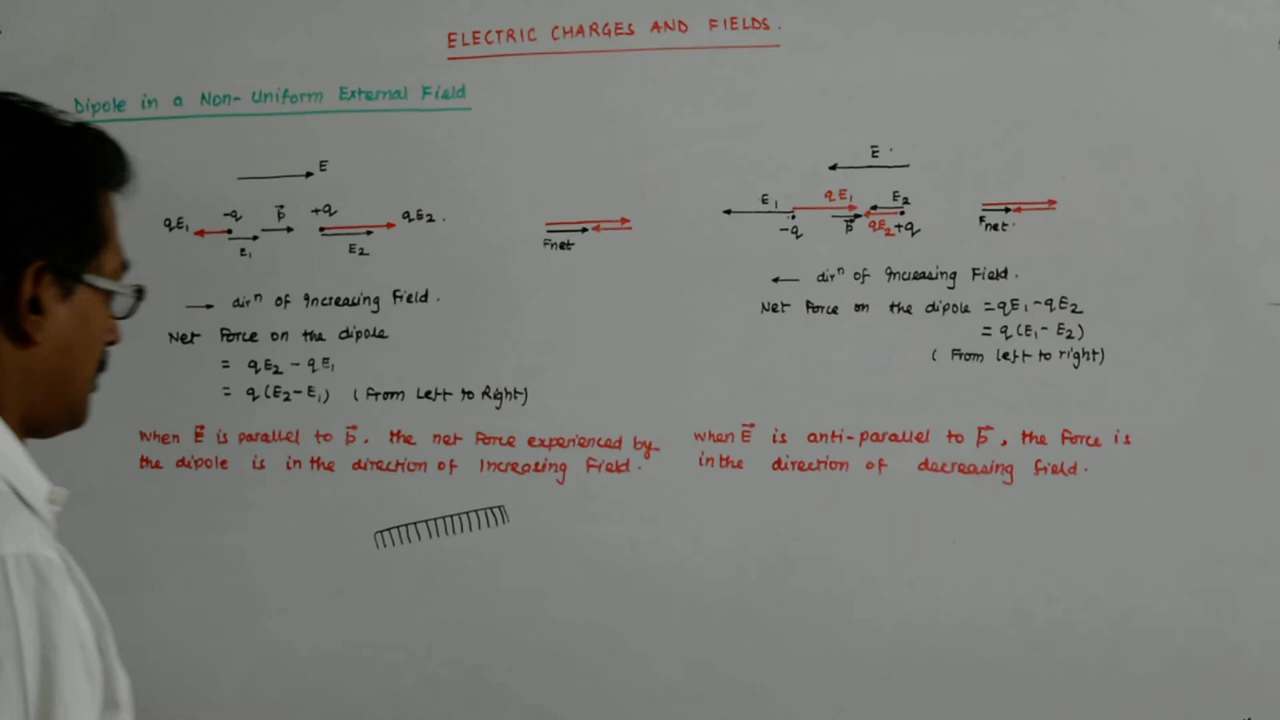 ELECTRIC CHARGES AND FIELDS.
Dipole in a Non-Uniform External Field
E
qE₁ -q p⃗ +q qE₂.
E₁ E₂
Fnet
→ dirⁿ of Increasing Field.
Net Force on the dipole
= qE₂ - qE₁
= q(E₂-E₁) (From Left to Right)
When E⃗ is parallel to p⃗, the net force experienced by
the dipole is in the direction of Increasing Field.
E
E₁ qE₁ E₂
-q p⃗ qE₂ +q
Fnet.
← dirⁿ of Increasing Field.
Net Force on the dipole = qE₁-qE₂
= q(E₁-E₂)
(From left to right)
When E⃗ is anti-parallel to p⃗, the force is
in the direction of decreasing field.